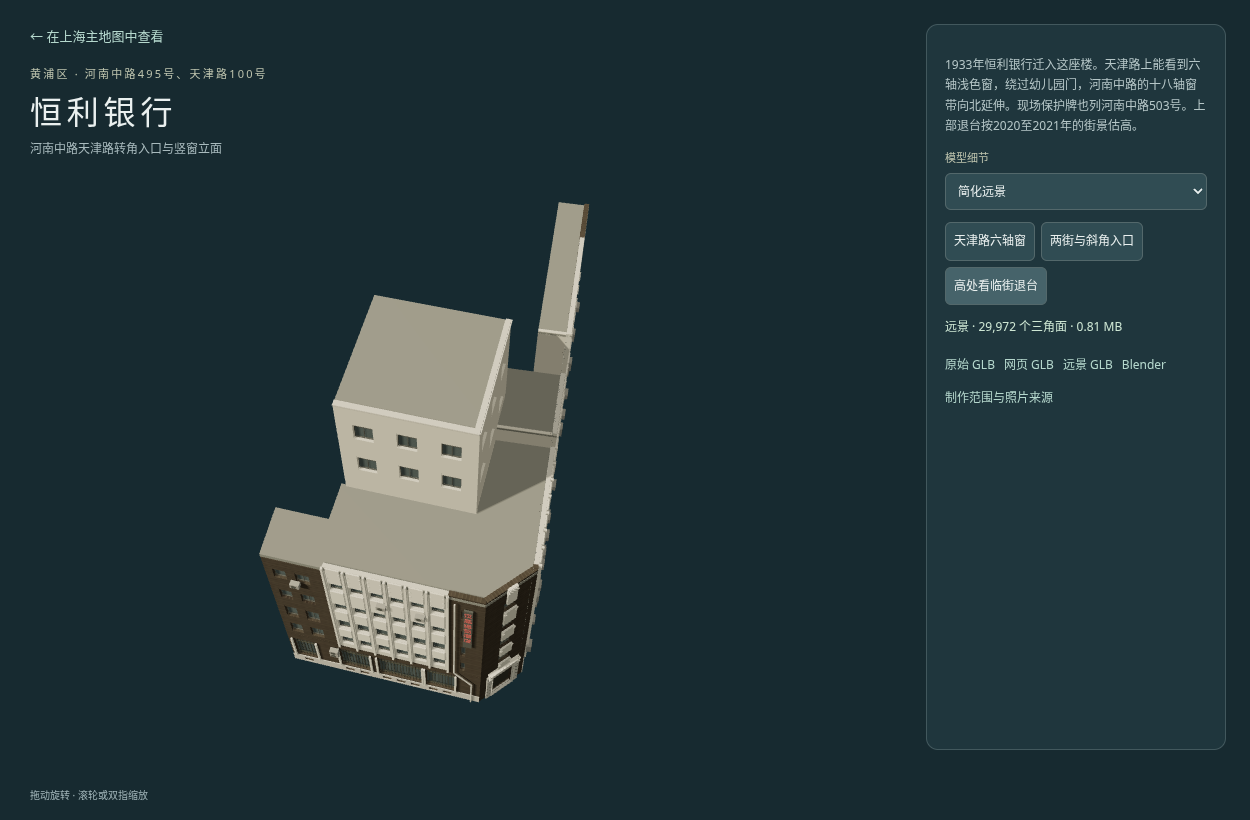 ← 在上海主地图中查看
黄浦区 · 河南中路495号、天津路100号
恒利银行
河南中路天津路转角入口与竖窗立面
1933年恒利银行迁入这座楼。天津路上能看到六
轴浅色窗，绕过幼儿园门，河南中路的十八轴窗
带向北延伸。现场保护牌也列河南中路503号。上
部退台按2020至2021年的街景估高。
模型细节
简化远景
天津路六轴窗 两街与斜角入口
高处看临街退台
远景 · 29,972 个三角面 · 0.81 MB
原始 GLB 网页 GLB 远景 GLB Blender
制作范围与照片来源
拖动旋转 · 滚轮或双指缩放